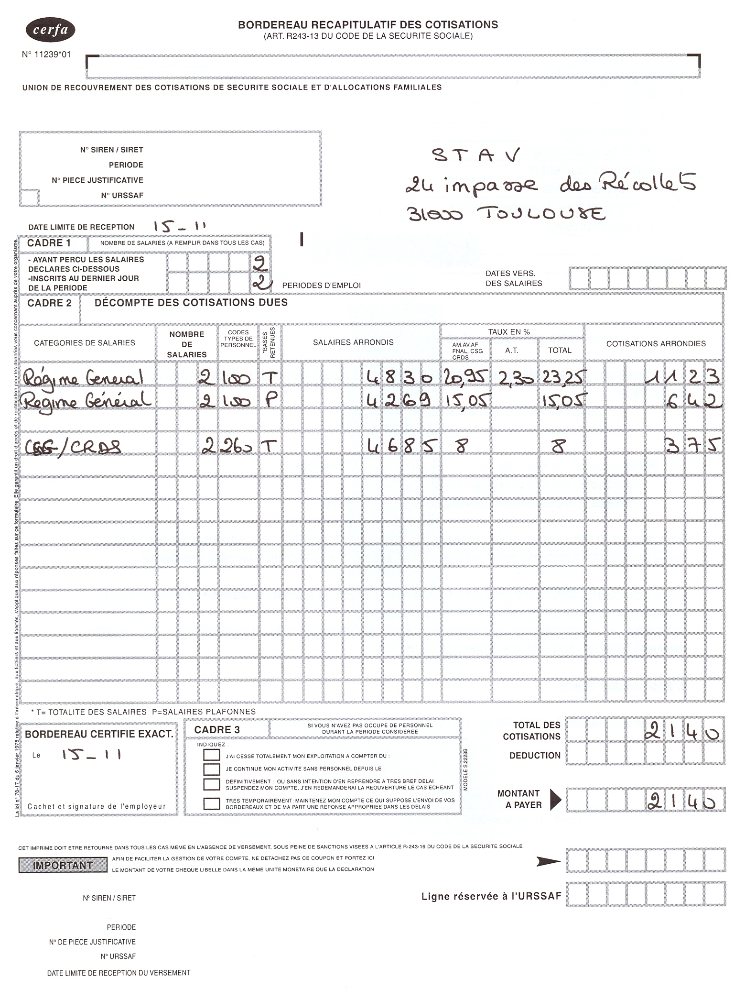 cerfa
BORDEREAU RECAPITULATIF DES COTISATIONS
(ART. R243-13 DU CODE DE LA SECURITE SOCIALE)
N° 11239*01
UNION DE RECOUVREMENT DES COTISATIONS DE SECURITE SOCIALE ET D'ALLOCATIONS FAMILIALES
N° SIREN / SIRET
PERIODE
N° PIECE JUSTIFICATIVE
N° URSSAF
STAV
24 impasse des Récollets
31000 TOULOUSE
DATE LIMITE DE RECEPTION 15-11
CADRE 1 NOMBRE DE SALARIES (A REMPLIR DANS TOUS LES CAS)
- AYANT PERCU LES SALAIRES
DECLARES CI-DESSOUS 2
-INSCRITS AU DERNIER JOUR
DE LA PERIODE 2
PERIODES D'EMPLOI
DATES VERS.
DES SALAIRES
CADRE 2 DÉCOMPTE DES COTISATIONS DUES
CATEGORIES DE SALARIES
NOMBRE
DE
SALARIES
CODES
TYPES DE
PERSONNEL
*BASES
RETENUES
SALAIRES ARRONDIS
TAUX EN %
AM.AV.AF
FNAL, CSG
CRDS
A.T.
TOTAL
COTISATIONS ARRONDIES
Régime General 2 100 T 4830 20,95 2,30 23,25 1123
Régime Général 2 100 P 4269 15,05 15,05 642
CSG/CRDS 2 260 T 4685 8 8 375
* T= TOTALITE DES SALAIRES P=SALAIRES PLAFONNES
BORDEREAU CERTIFIE EXACT.
Le 15-11
Cachet et signature de l'employeur
CADRE 3
SI VOUS N'AVEZ PAS OCCUPE DE PERSONNEL
DURANT LA PERIODE CONSIDEREE
INDIQUEZ :
J'AI CESSE TOTALEMENT MON EXPLOITATION A COMPTER DU :
JE CONTINUE MON ACTIVITE SANS PERSONNEL DEPUIS LE :
DEFINITIVEMENT : OU SANS INTENTION D'EN REPRENDRE A TRES BREF DELAI
SUSPENDEZ MON COMPTE, J'EN REDEMANDERAI LA REOUVERTURE LE CAS ECHEANT
TRES TEMPORAIREMENT: MAINTENEZ MON COMPTE CE QUI SUPPOSE L'ENVOI DE VOS
BORDEREAUX ET DE MA PART UNE REPONSE APPROPRIEE DANS LES DELAIS
MODELE S.2228B
TOTAL DES
COTISATIONS 2140
DEDUCTION
MONTANT
A PAYER 2140
La loi n° 78-17 du 6 janvier 1978 relative à l'informatique, aux fichiers et aux libertés, s'applique aux réponses faites sur ce formulaire. Elle garantit un droit d'accès et de rectification pour les données vous concernant auprès de votre organisme.
CET IMPRIME DOIT ETRE RETOURNE DANS TOUS LES CAS MEME EN L'ABSENCE DE VERSEMENT, SOUS PEINE DE SANCTIONS VISEES A L'ARTICLE R-243-16 DU CODE DE LA SECURITE SOCIALE
IMPORTANT
AFIN DE FACILITER LA GESTION DE VOTRE COMPTE, NE DETACHEZ PAS CE COUPON ET PORTEZ ICI
LE MONTANT DE VOTRE CHEQUE LIBELLE DANS LA MEME UNITE MONETAIRE QUE LA DECLARATION
Ligne réservée à l'URSSAF
N° SIREN / SIRET
PERIODE
N° DE PIECE JUSTIFICATIVE
N° URSSAF
DATE LIMITE DE RECEPTION DU VERSEMENT